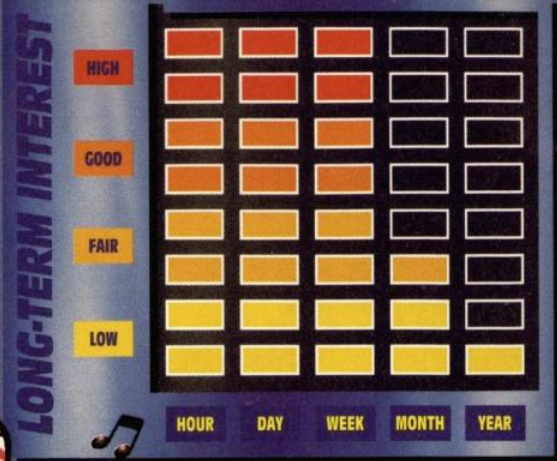 LONG-TERM INTEREST
HIGH
GOOD
FAIR
LOW
HOUR
DAY
WEEK
MONTH
YEAR